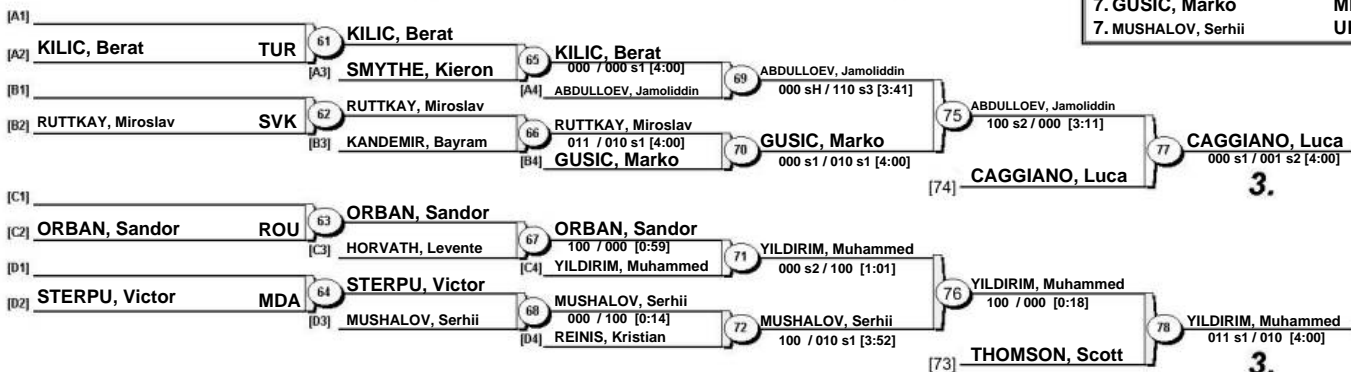 7. GUSIC, Marko
7. MUSHALOV, Serhii
[A1]
[A2] KILIC, Berat TUR
61
KILIC, Berat
[A3] SMYTHE, Kieron
65
KILIC, Berat
000 / 000 s1 [4:00]
[A4] ABDULLOEV, Jamoliddin
69
ABDULLOEV, Jamoliddin
000 sH / 110 s3 [3:41]
[B1]
[B2] RUTTKAY, Miroslav SVK
62
RUTTKAY, Miroslav
[B3] KANDEMIR, Bayram
66
RUTTKAY, Miroslav
011 / 010 s1 [4:00]
[B4] GUSIC, Marko
70
GUSIC, Marko
000 s1 / 010 s1 [4:00]
75
ABDULLOEV, Jamoliddin
100 s2 / 000 [3:11]
[74] CAGGIANO, Luca
77
CAGGIANO, Luca
000 s1 / 001 s2 [4:00]
3.
[C1]
[C2] ORBAN, Sandor ROU
63
ORBAN, Sandor
[C3] HORVATH, Levente
67
ORBAN, Sandor
100 / 000 [0:59]
[C4] YILDIRIM, Muhammed
71
YILDIRIM, Muhammed
000 s2 / 100 [1:01]
[D1]
[D2] STERPU, Victor MDA
64
STERPU, Victor
[D3] MUSHALOV, Serhii
68
MUSHALOV, Serhii
000 / 100 [0:14]
[D4] REINIS, Kristian
72
MUSHALOV, Serhii
100 / 010 s1 [3:52]
76
YILDIRIM, Muhammed
100 / 000 [0:18]
[73] THOMSON, Scott
78
YILDIRIM, Muhammed
011 s1 / 010 [4:00]
3.